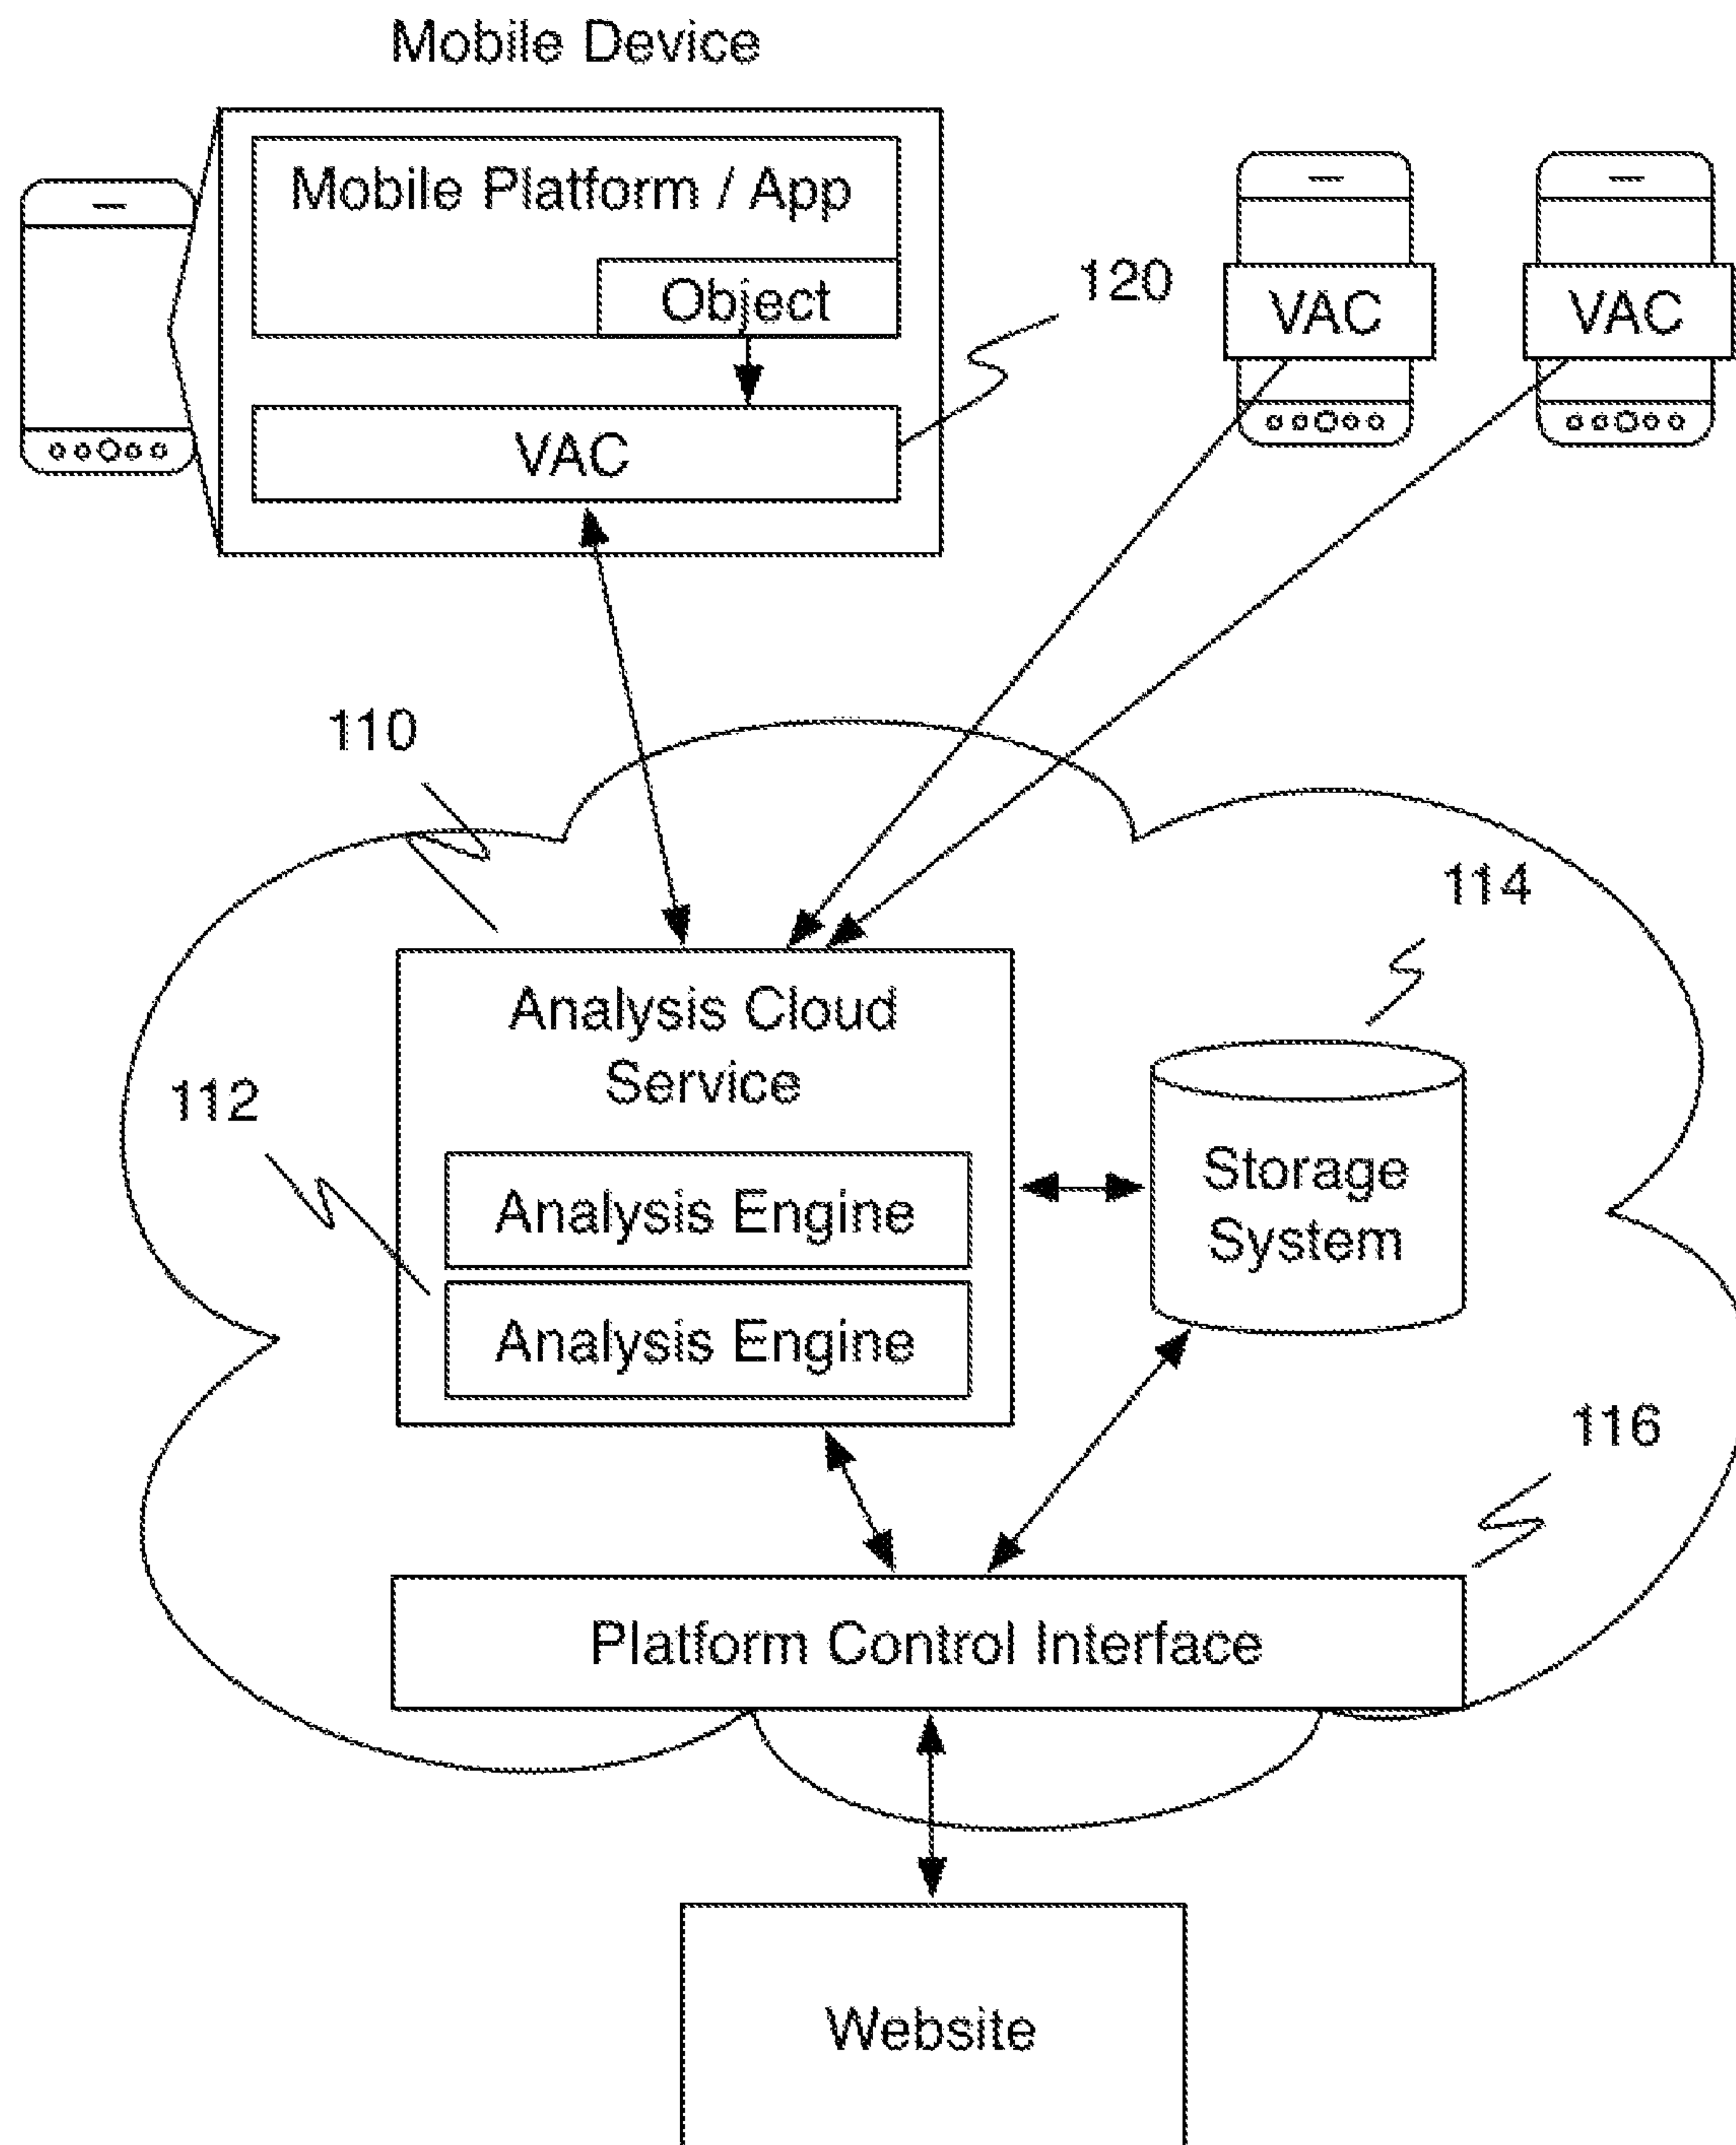 Mobile Device
Mobile Platform / App
Object
120
VAC
VAC
VAC
110
114
Analysis Cloud
Service
112
Storage
System
Analysis Engine
Analysis Engine
116
Platform Control Interface
Website